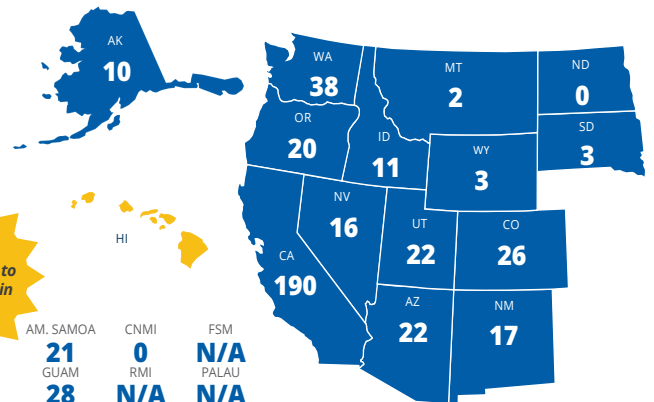 AK
10
WA
38
MT
2
ND
0
OR
20
ID
11
SD
3
WY
3
NV
16
UT
22
CO
26
HI
CA
190
AZ
22
NM
17
to
in
AM. SAMOA CNMI FSM
21 0 N/A
GUAM RMI PALAU
28 N/A N/A